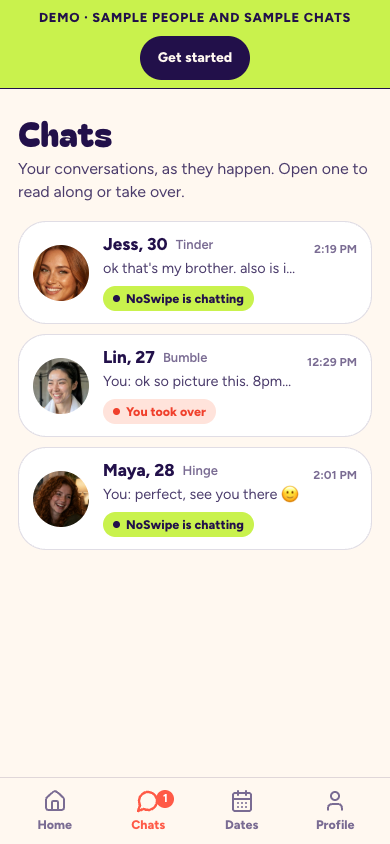 DEMO · SAMPLE PEOPLE AND SAMPLE CHATS
Get started
Chats
Your conversations, as they happen. Open one to
read along or take over.
Jess, 30 Tinder 2:19 PM
ok that's my brother. also is i...
NoSwipe is chatting
Lin, 27 Bumble 12:29 PM
You: ok so picture this. 8pm...
You took over
Maya, 28 Hinge 2:01 PM
You: perfect, see you there 🙂
NoSwipe is chatting
1
Home Chats Dates Profile